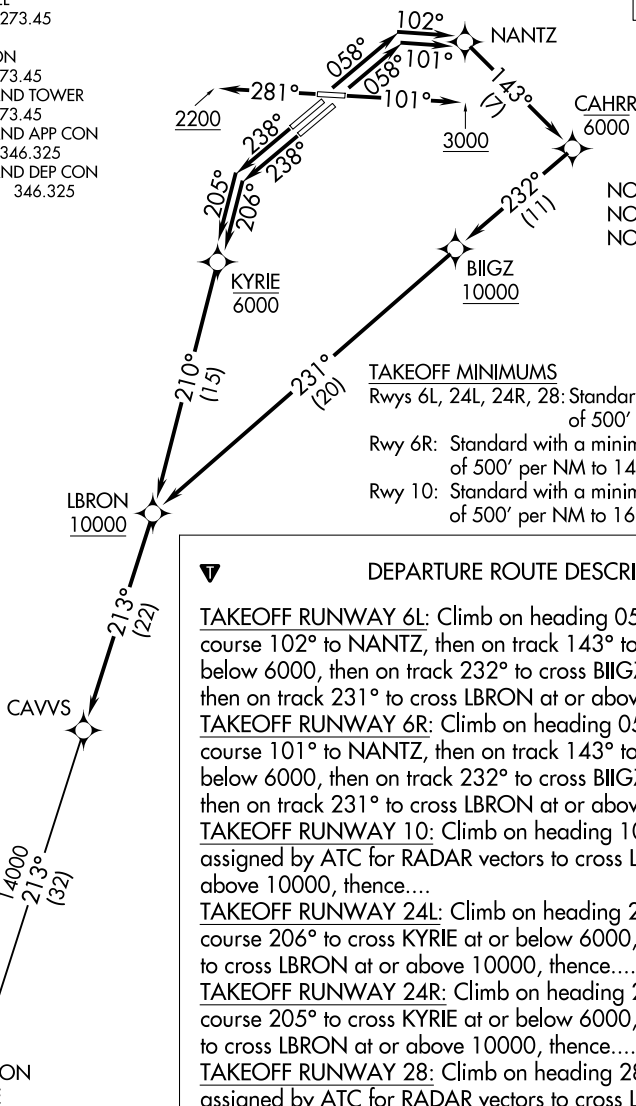 273.45
ON
73.45
ND TOWER
73.45
ND APP CON
346.325
ND DEP CON
346.325
102°
NANTZ
058°
058°
101°
281°
101°
2200
3000
143°
(7)
CAHRR
6000
238°
238°
205°
206°
232°
(11)
NO
NO
NO
KYRIE
6000
BIIGZ
10000
210°
(15)
231°
(20)
TAKEOFF MINIMUMS
Rwys 6L, 24L, 24R, 28: Standar
of 500'
Rwy 6R: Standard with a minim
of 500' per NM to 14
Rwy 10: Standard with a minim
of 500' per NM to 16
LBRON
10000
213°
(22)
CAVVS
14000
213°
(32)
ON
T
DEPARTURE ROUTE DESCRI
TAKEOFF RUNWAY 6L: Climb on heading 05
course 102° to NANTZ, then on track 143° to
below 6000, then on track 232° to cross BIIGZ
then on track 231° to cross LBRON at or abov
TAKEOFF RUNWAY 6R: Climb on heading 05
course 101° to NANTZ, then on track 143° to
below 6000, then on track 232° to cross BIIGZ
then on track 231° to cross LBRON at or abov
TAKEOFF RUNWAY 10: Climb on heading 10
assigned by ATC for RADAR vectors to cross L
above 10000, thence....
TAKEOFF RUNWAY 24L: Climb on heading 2
course 206° to cross KYRIE at or below 6000,
to cross LBRON at or above 10000, thence....
TAKEOFF RUNWAY 24R: Climb on heading 2
course 205° to cross KYRIE at or below 6000,
to cross LBRON at or above 10000, thence....
TAKEOFF RUNWAY 28: Climb on heading 28
assigned by ATC for RADAR vectors to cross L